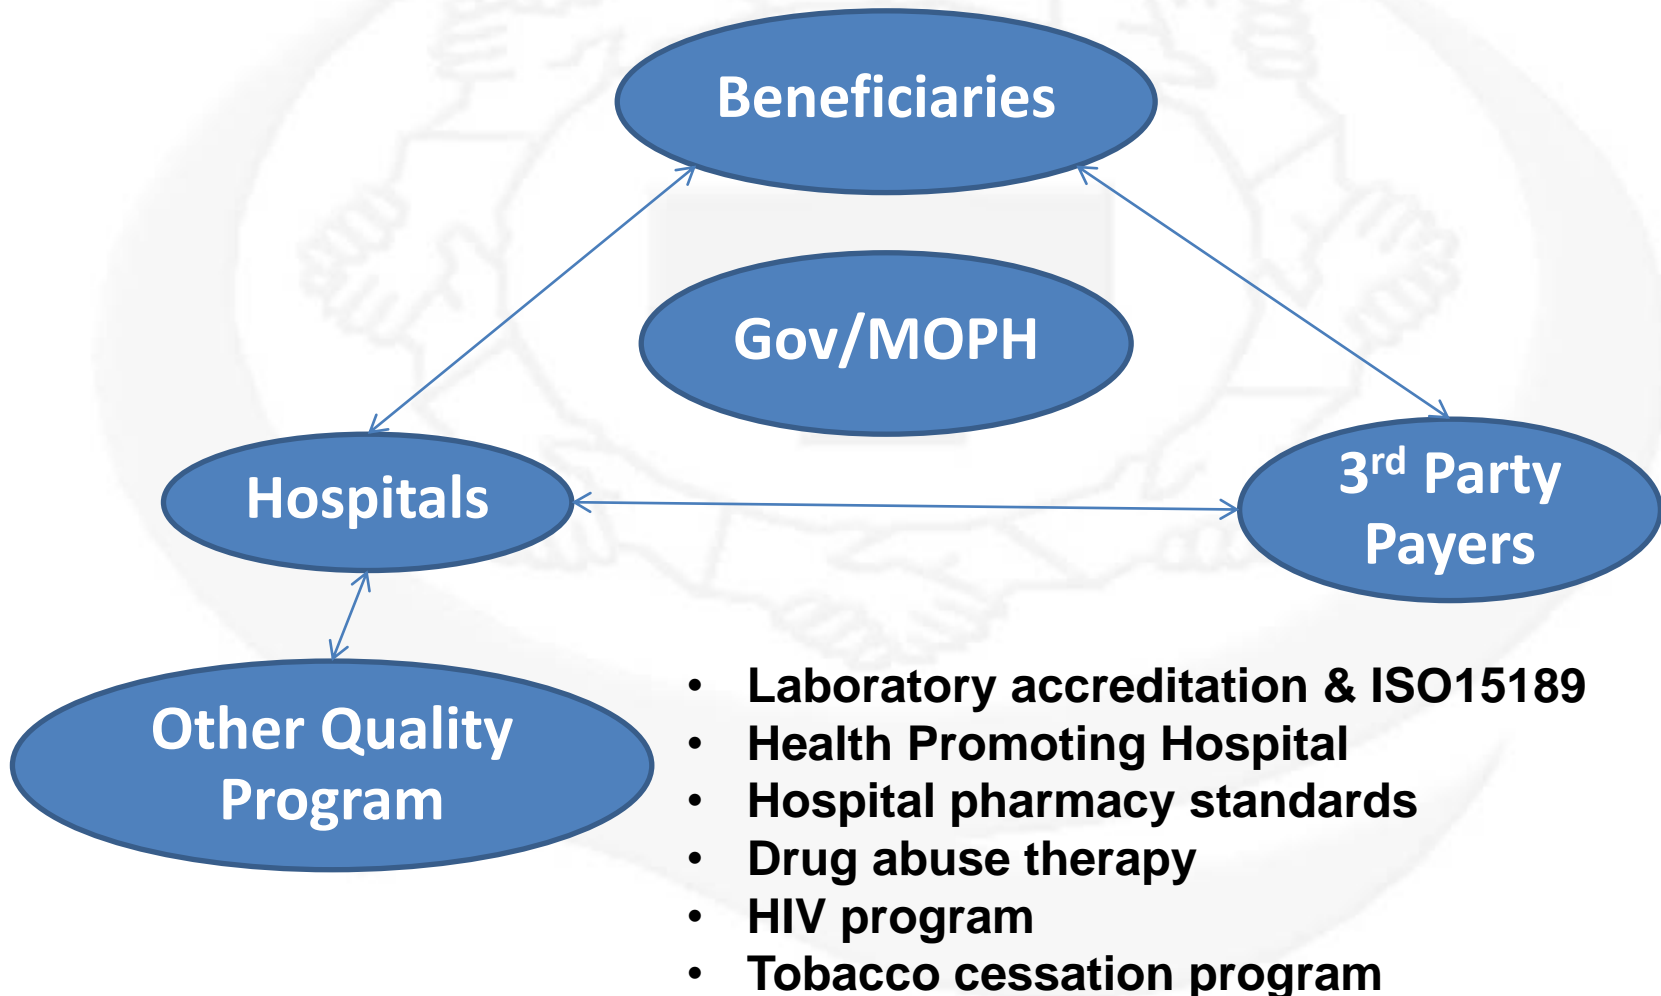 Beneficiaries
Gov/MOPH
Hospitals
3rd Party
Payers
Other Quality
Program
• Laboratory accreditation & ISO15189
• Health Promoting Hospital
• Hospital pharmacy standards
• Drug abuse therapy
• HIV program
• Tobacco cessation program